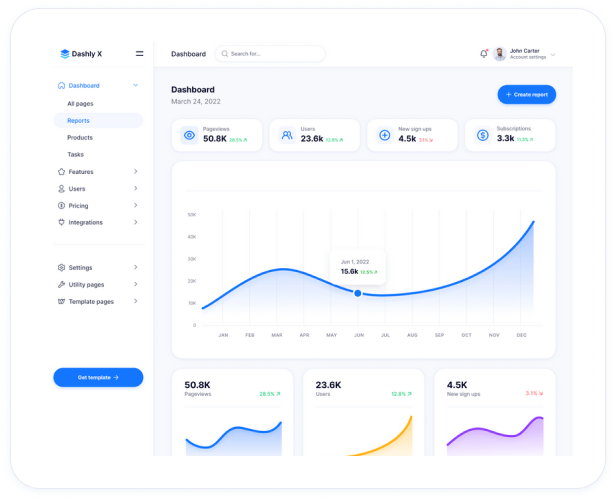 Dashly X
Dashboard
Search for...
John Carter
Account settings
Dashboard
All pages
Reports
Products
Tasks
Features
Users
Pricing
Integrations
Settings
Utility pages
Template pages
Get template →
Dashboard
March 24, 2022
+ Create report
Pageviews
50.8K 28.5% ↗
Users
23.6k 12.8% ↗
New sign ups
4.5k 3.1% ↘
Subscriptions
3.3k 11.3% ↗
50K
40K
30K
20K
10K
0
Jun 1, 2022
15.6k 12.5% ↗
JAN FEB MAR APR MAY JUN JUL AUG SEP OCT NOV DEC
50.8K
Pageviews 28.5% ↗
23.6K
Users 12.8% ↗
4.5K
New sign ups 3.1% ↘